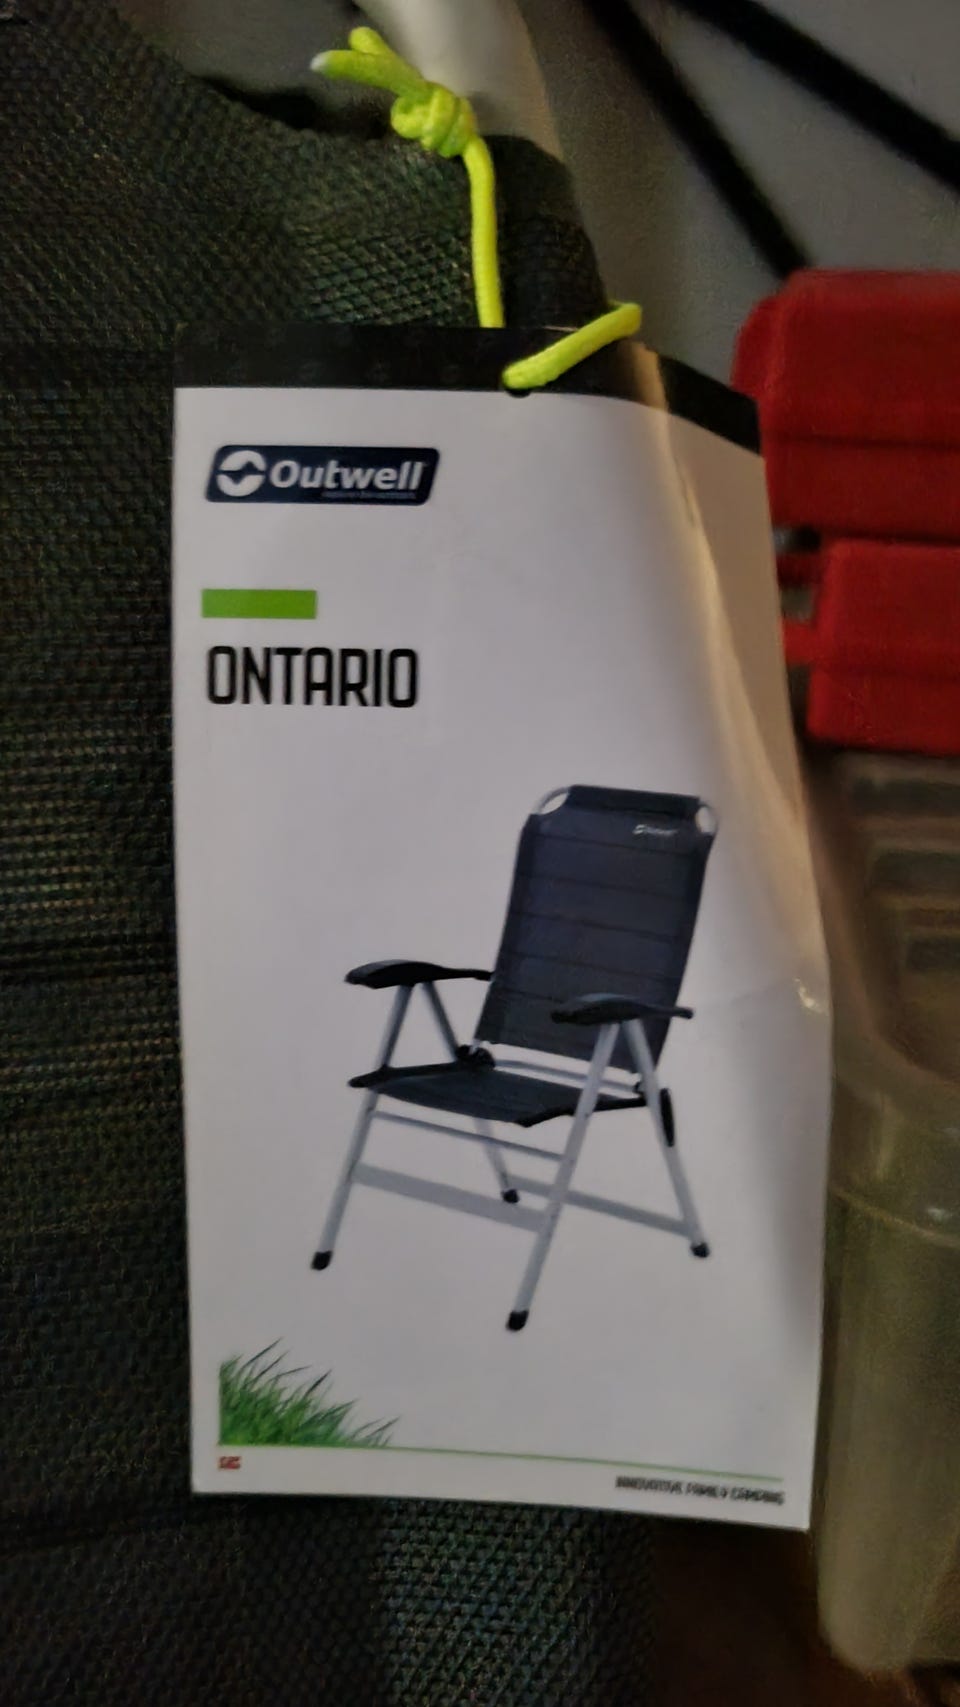 Outwell
ONTARIO
Outwell
INNOVATIVE FAMILY CAMPING